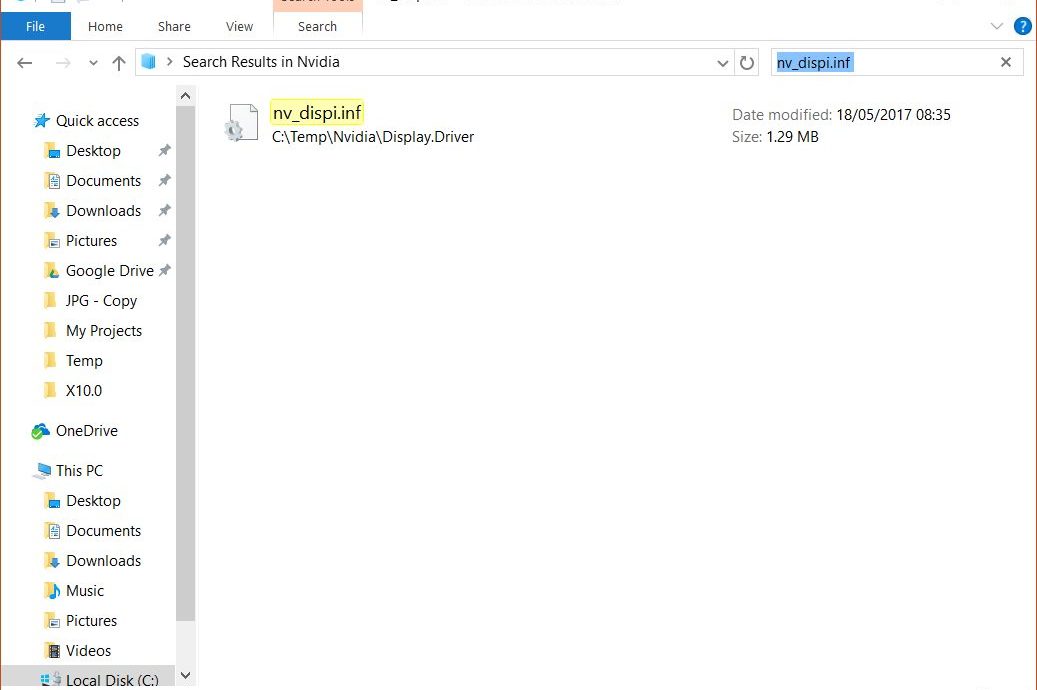 Search Tools
File
Home
Share
View
Search
Search Results in Nvidia
nv_dispi.inf
Quick access
Desktop
Documents
Downloads
Pictures
Google Drive
JPG - Copy
My Projects
Temp
X10.0
OneDrive
This PC
Desktop
Documents
Downloads
Music
Pictures
Videos
Local Disk (C:)
nv_dispi.inf
C:\Temp\Nvidia\Display.Driver
Date modified: 18/05/2017 08:35
Size: 1.29 MB